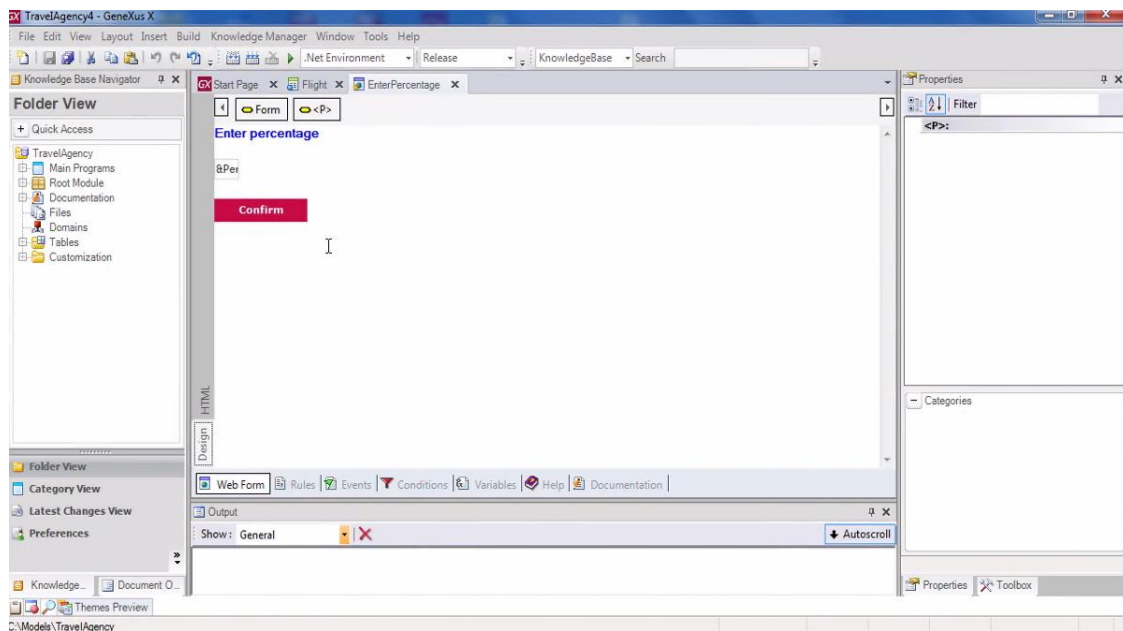 GX TravelAgency4 - GeneXus X
File Edit View Layout Insert Build Knowledge Manager Window Tools Help
.Net Environment Release KnowledgeBase Search
Knowledge Base Navigator
Folder View
+ Quick Access
TravelAgency
Main Programs
Root Module
Documentation
Files
Domains
Tables
Customization
Folder View
Category View
Latest Changes View
Preferences
Knowledge... Document O...
GX Start Page Flight EnterPercentage
Form <P>
Enter percentage
&Per
Confirm
HTML
Design
Web Form Rules Events Conditions Variables Help Documentation
Output
Show: General Autoscroll
Properties
Filter
<P>:
Categories
Properties Toolbox
Themes Preview
C:\Models\TravelAgency